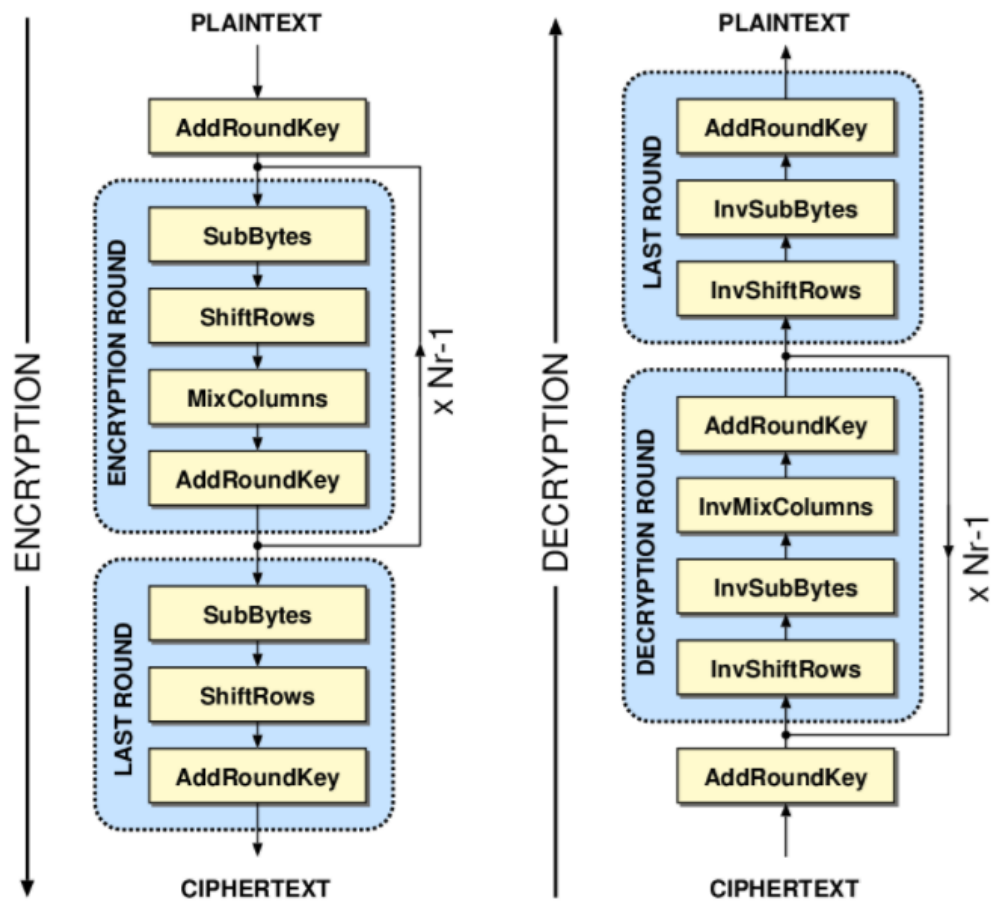 PLAINTEXT
AddRoundKey
SubBytes
ShiftRows
MixColumns
AddRoundKey
ENCRYPTION ROUND
x Nr-1
SubBytes
ShiftRows
AddRoundKey
LAST ROUND
CIPHERTEXT
ENCRYPTION
PLAINTEXT
AddRoundKey
InvSubBytes
InvShiftRows
LAST ROUND
AddRoundKey
InvMixColumns
InvSubBytes
InvShiftRows
DECRYPTION ROUND
x Nr-1
AddRoundKey
CIPHERTEXT
DECRYPTION